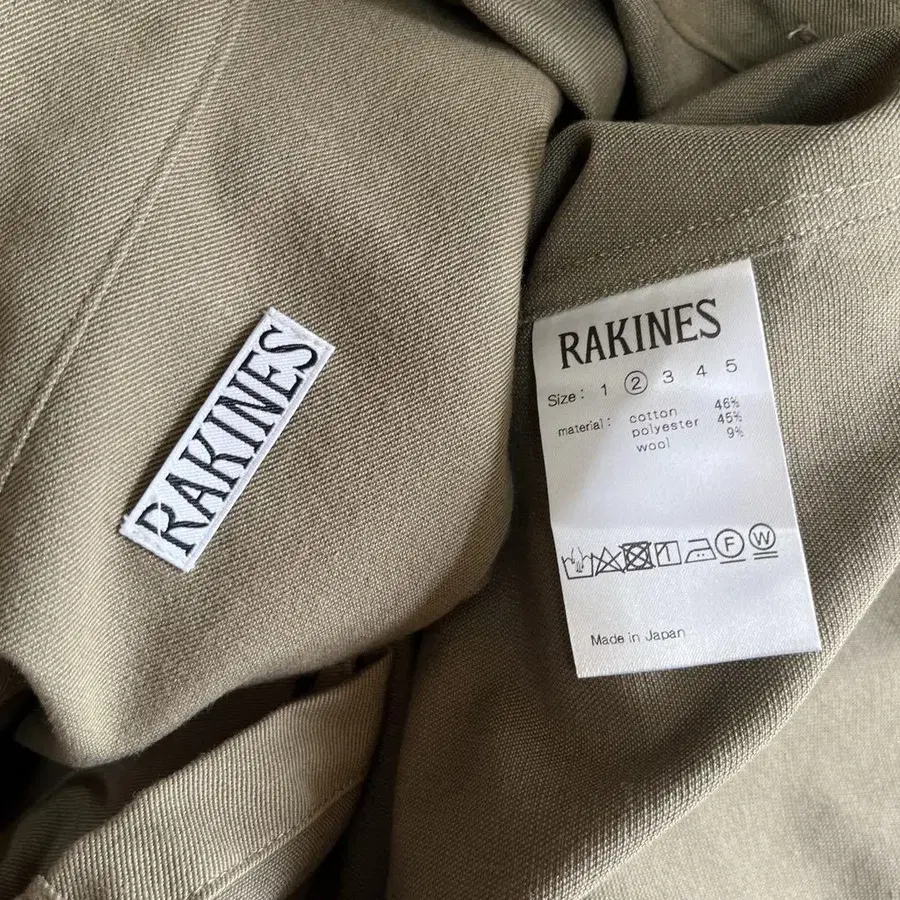 RAKINES
RAKINES
Size: 1 2 3 4 5
material: cotton 46%
polyester 45%
wool 9%
F W
Made in Japan